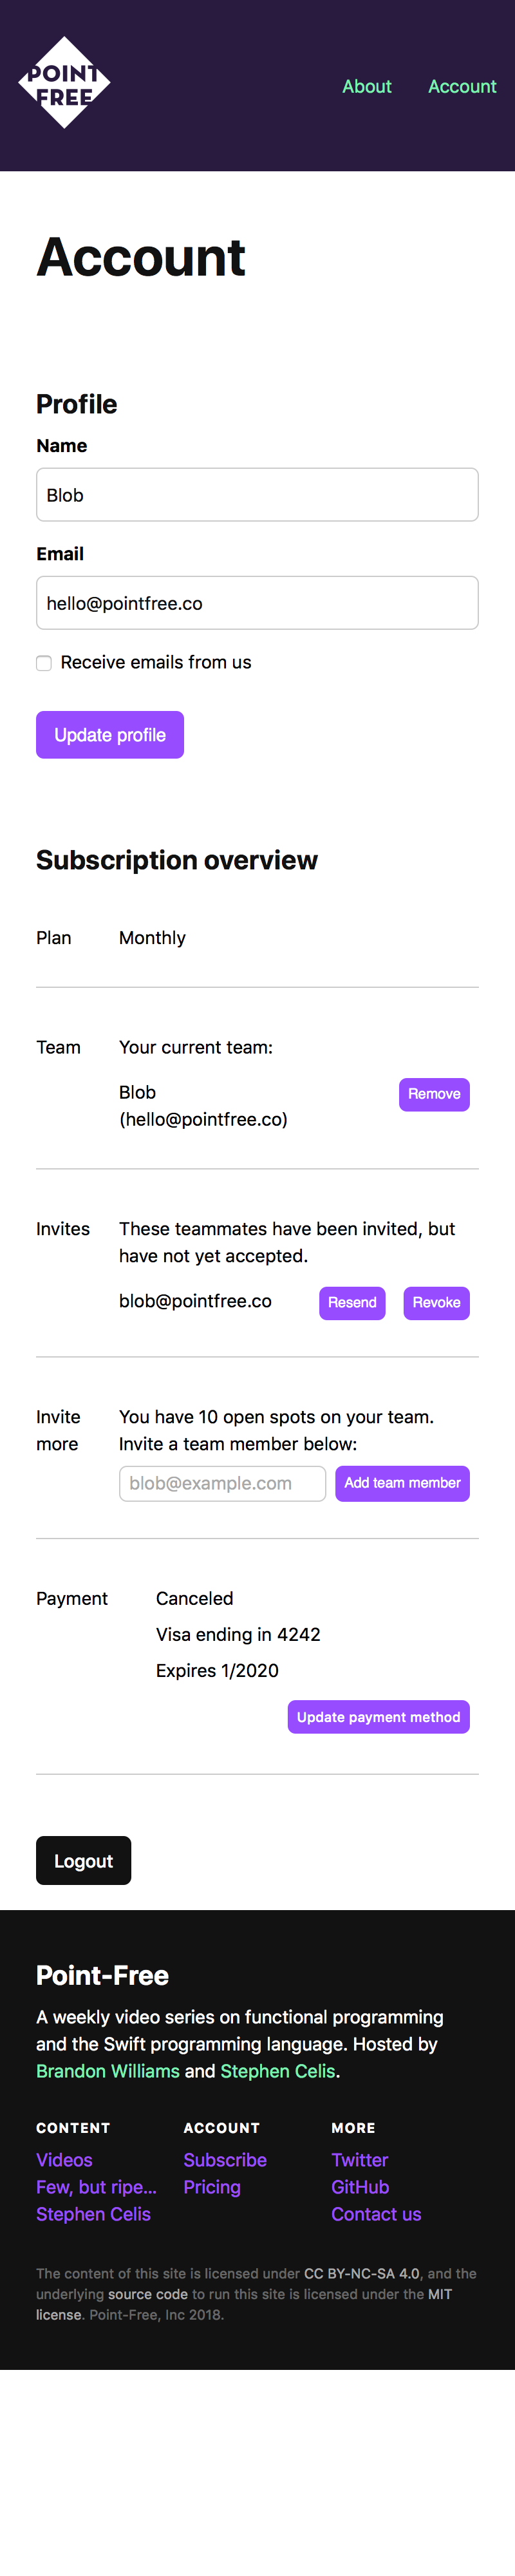 POINT
FREE
About Account
Account
Profile
Name
Blob
Email
hello@pointfree.co
Receive emails from us
Update profile
Subscription overview
Plan Monthly
Team Your current team:
Blob
(hello@pointfree.co)
Remove
Invites These teammates have been invited, but
have not yet accepted.
blob@pointfree.co Resend Revoke
Invite more
You have 10 open spots on your team.
Invite a team member below:
blob@example.com Add team member
Payment Canceled
Visa ending in 4242
Expires 1/2020
Update payment method
Logout
Point-Free
A weekly video series on functional programming
and the Swift programming language. Hosted by
Brandon Williams and Stephen Celis.
CONTENT ACCOUNT MORE
Videos Subscribe Twitter
Few, but ripe... Pricing GitHub
Stephen Celis Contact us
The content of this site is licensed under CC BY-NC-SA 4.0, and the
underlying source code to run this site is licensed under the MIT
license. Point-Free, Inc 2018.